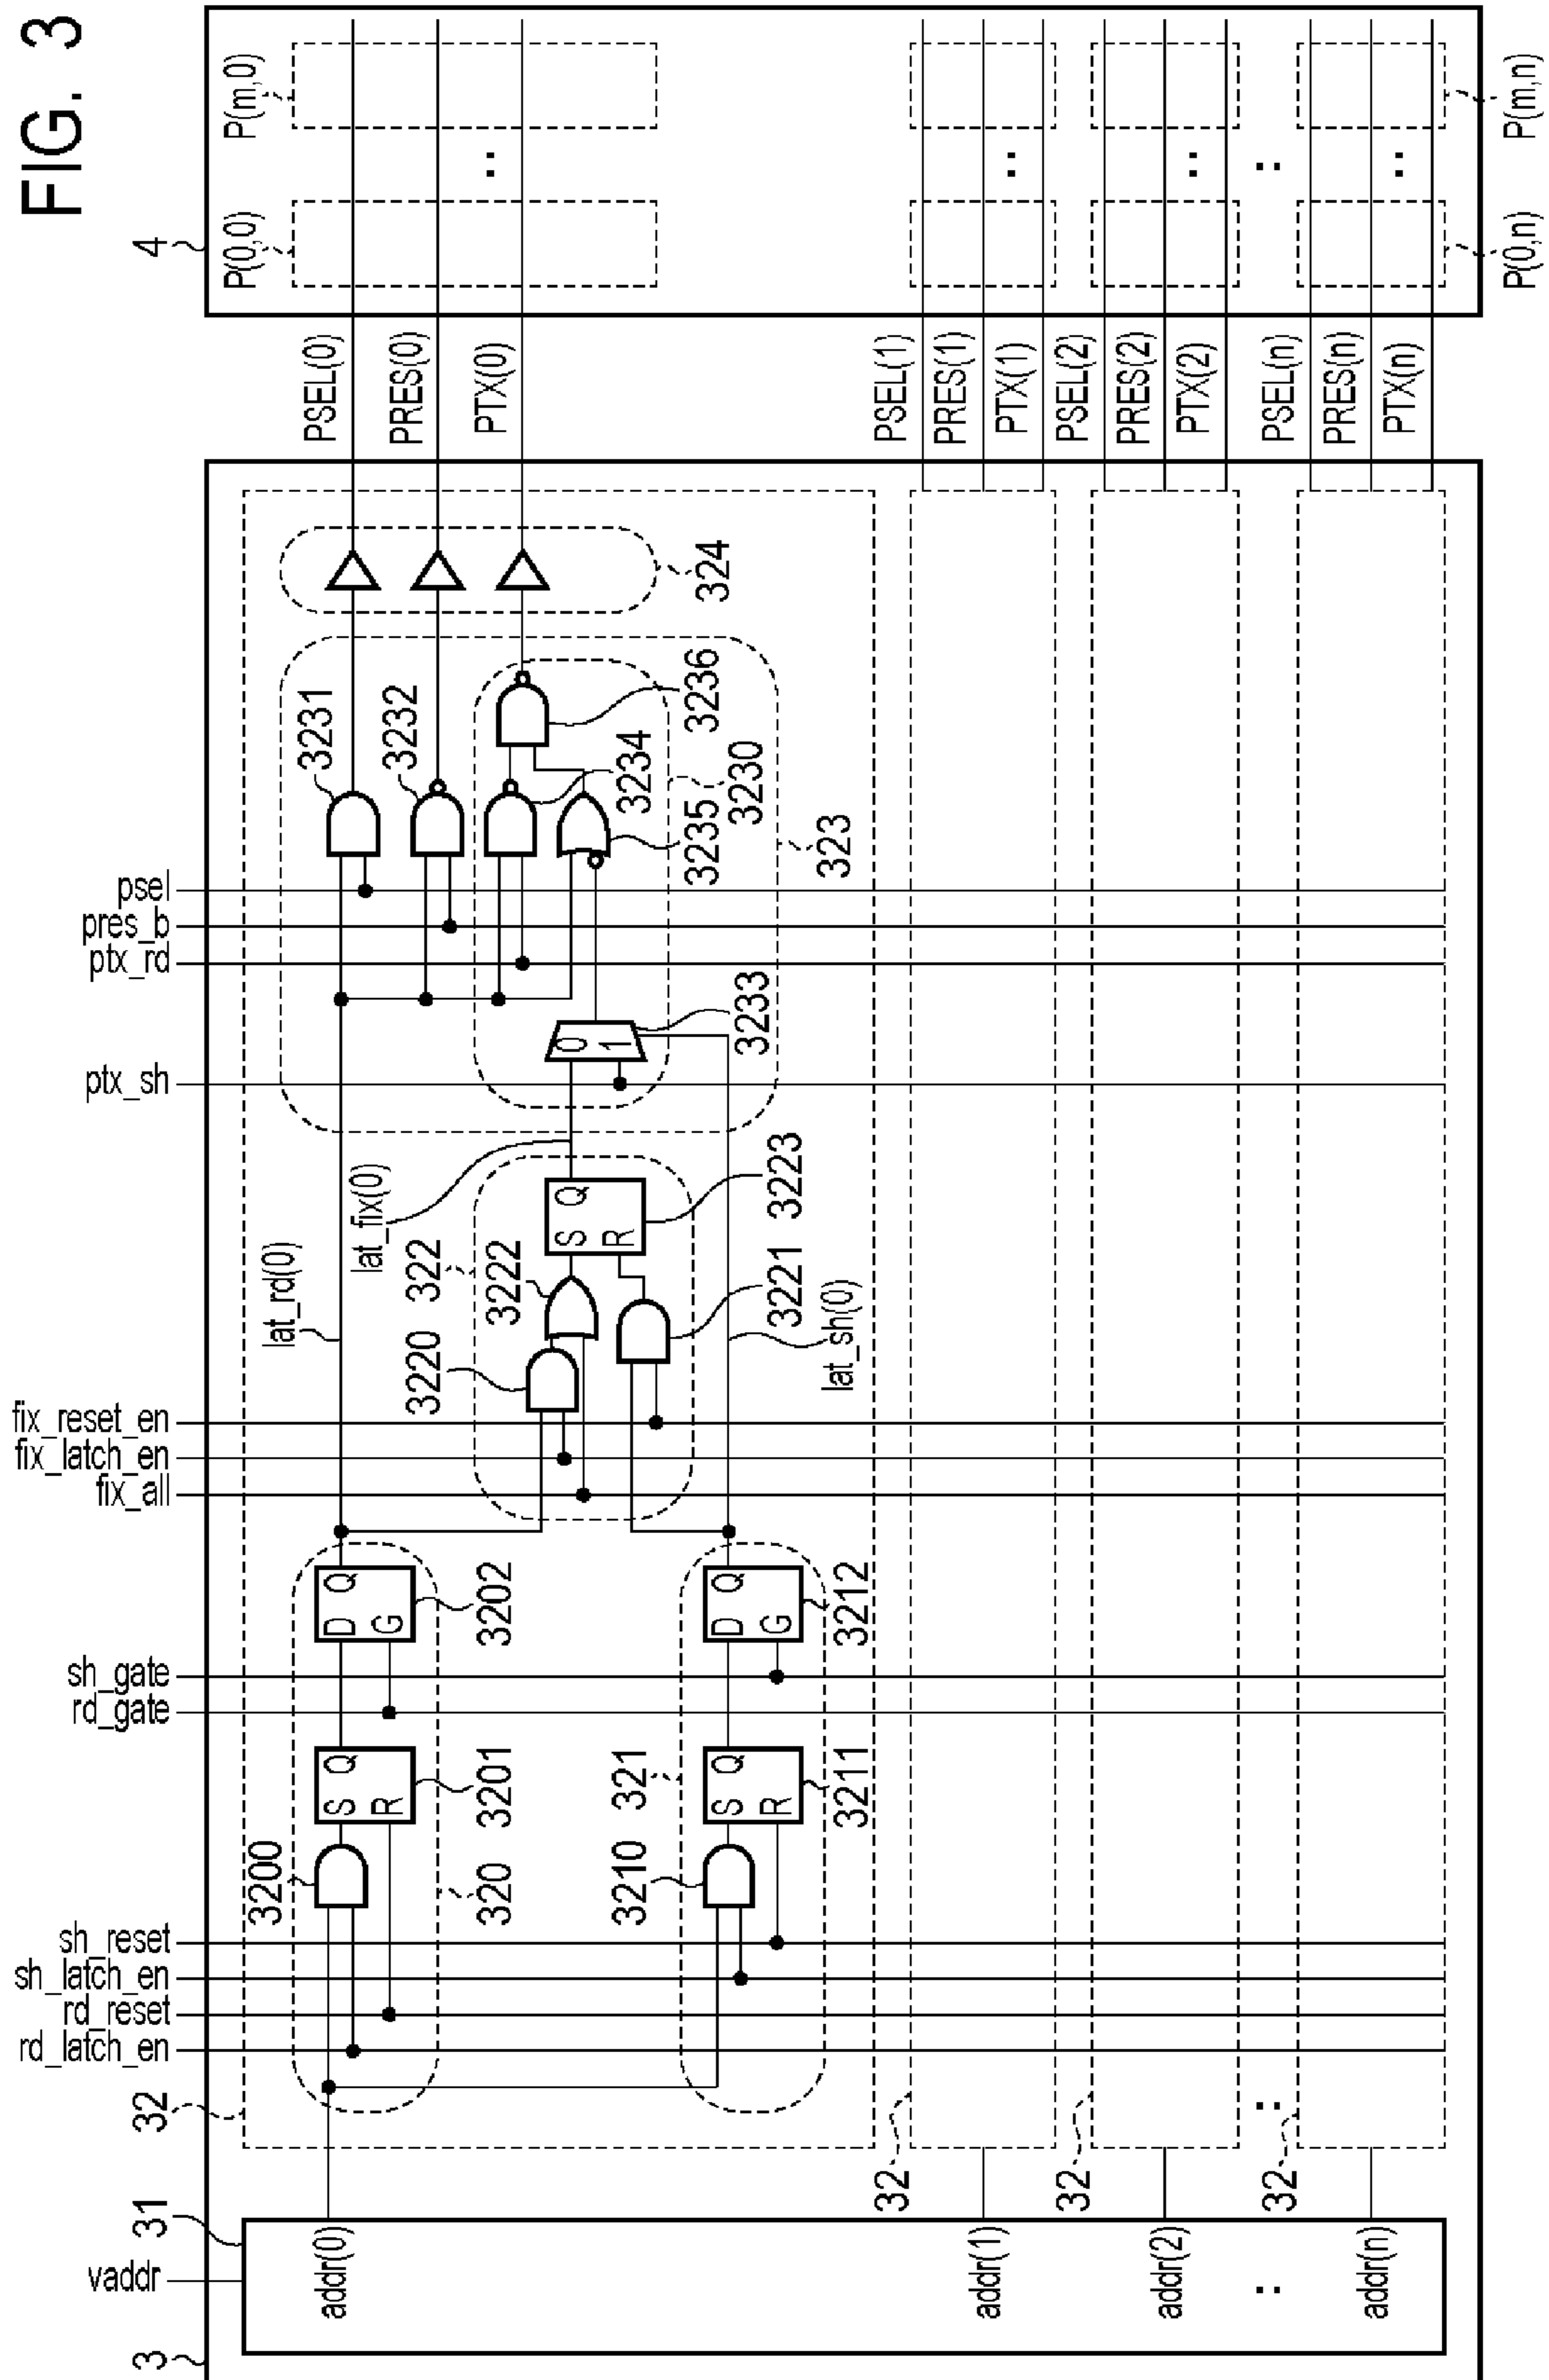 FIG. 3
3
31
vaddr
addr(0)
addr(1)
addr(2)
:
addr(n)
32
32
32
:
32
rd_latch_en
rd_reset
sh_latch_en
sh_reset
rd_gate
sh_gate
fix_all
fix_latch_en
fix_reset_en
ptx_sh
ptx_rd
pres_b
psel
3200
S Q
R
3201
320
D Q
G
3202
3210
S Q
R
3211
321
D Q
G
3212
lat_rd(0)
lat_fix(0)
lat_sh(0)
3220
3222
322
3221
S Q
R
3223
0
1
3233
3231
3232
3234
3235
3236
3230
323
324
PSEL(0)
PRES(0)
PTX(0)
PSEL(1)
PRES(1)
PTX(1)
PSEL(2)
PRES(2)
PTX(2)
PSEL(n)
PRES(n)
PTX(n)
4
P(0,0)
P(m,0)
:
:
:
:
:
P(0,n)
P(m,n)